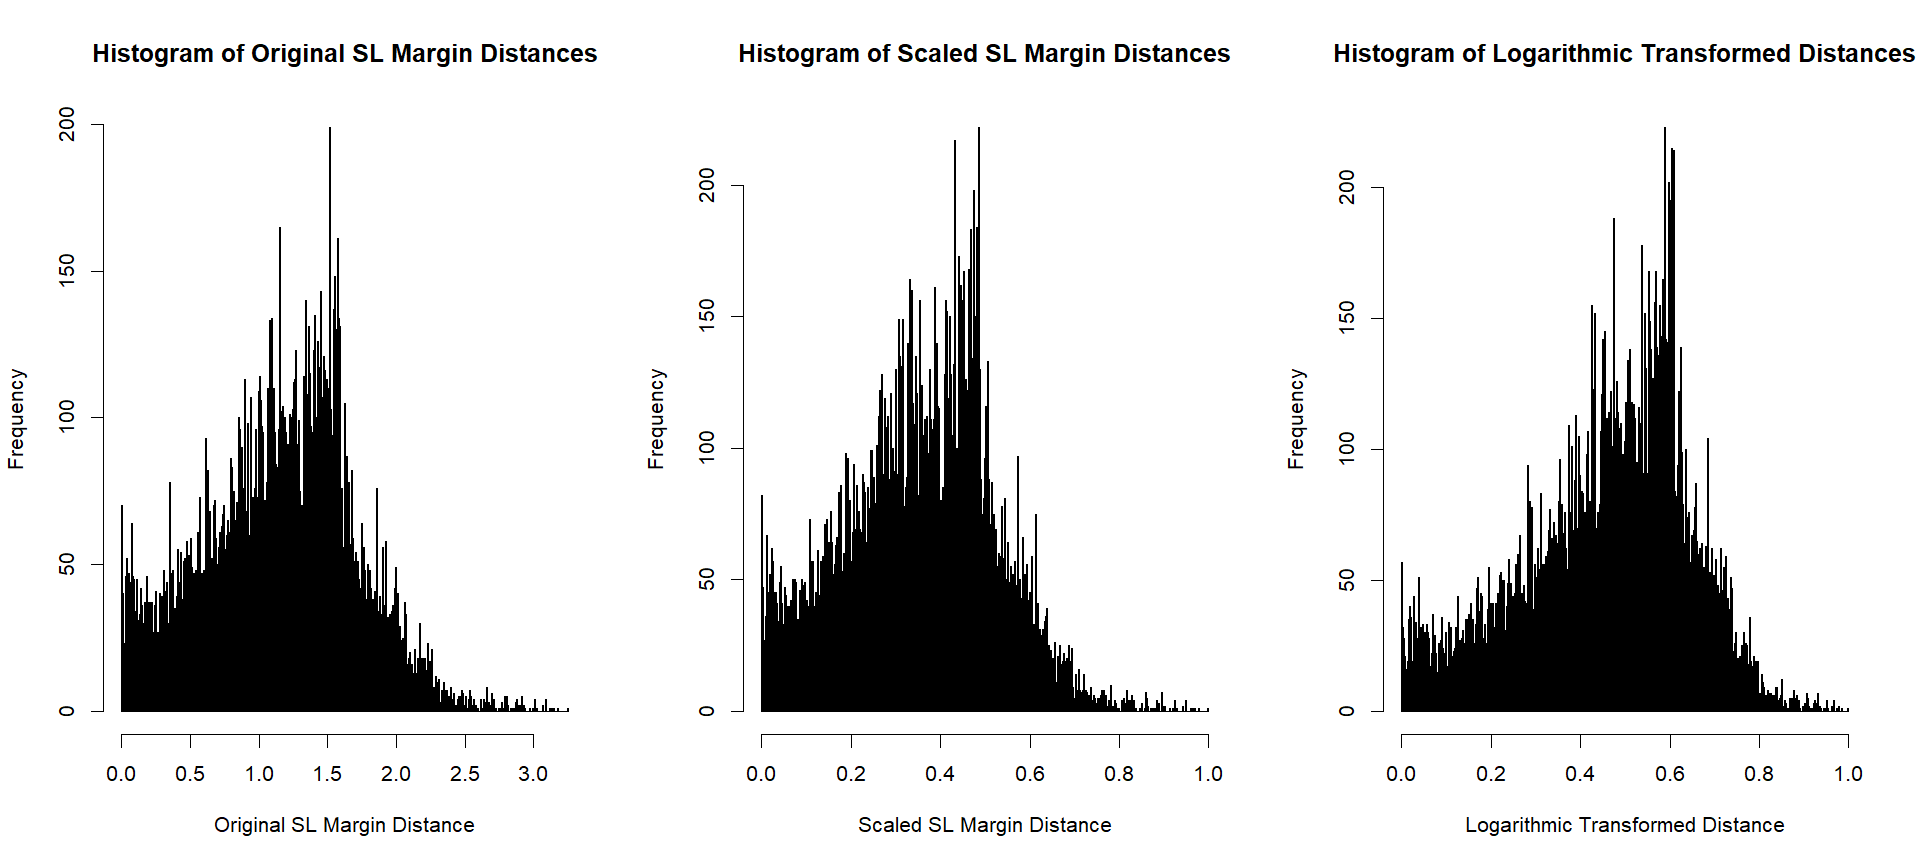 Histogram of Original SL Margin Distances
Frequency
200
150
100
50
0
0.0 0.5 1.0 1.5 2.0 2.5 3.0
Original SL Margin Distance
Histogram of Scaled SL Margin Distances
Frequency
200
150
100
50
0
0.0 0.2 0.4 0.6 0.8 1.0
Scaled SL Margin Distance
Histogram of Logarithmic Transformed Distances
Frequency
200
150
100
50
0
0.0 0.2 0.4 0.6 0.8 1.0
Logarithmic Transformed Distance